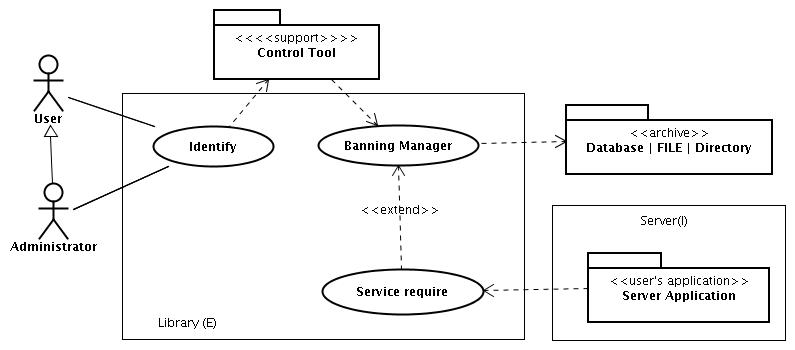 <<<<support>>>>
Control Tool
User
Identify
Banning Manager
<<archive>>
Database | FILE | Directory
<<extend>>
Administrator
Server(I)
<<user's application>>
Server Application
Service require
Library (E)